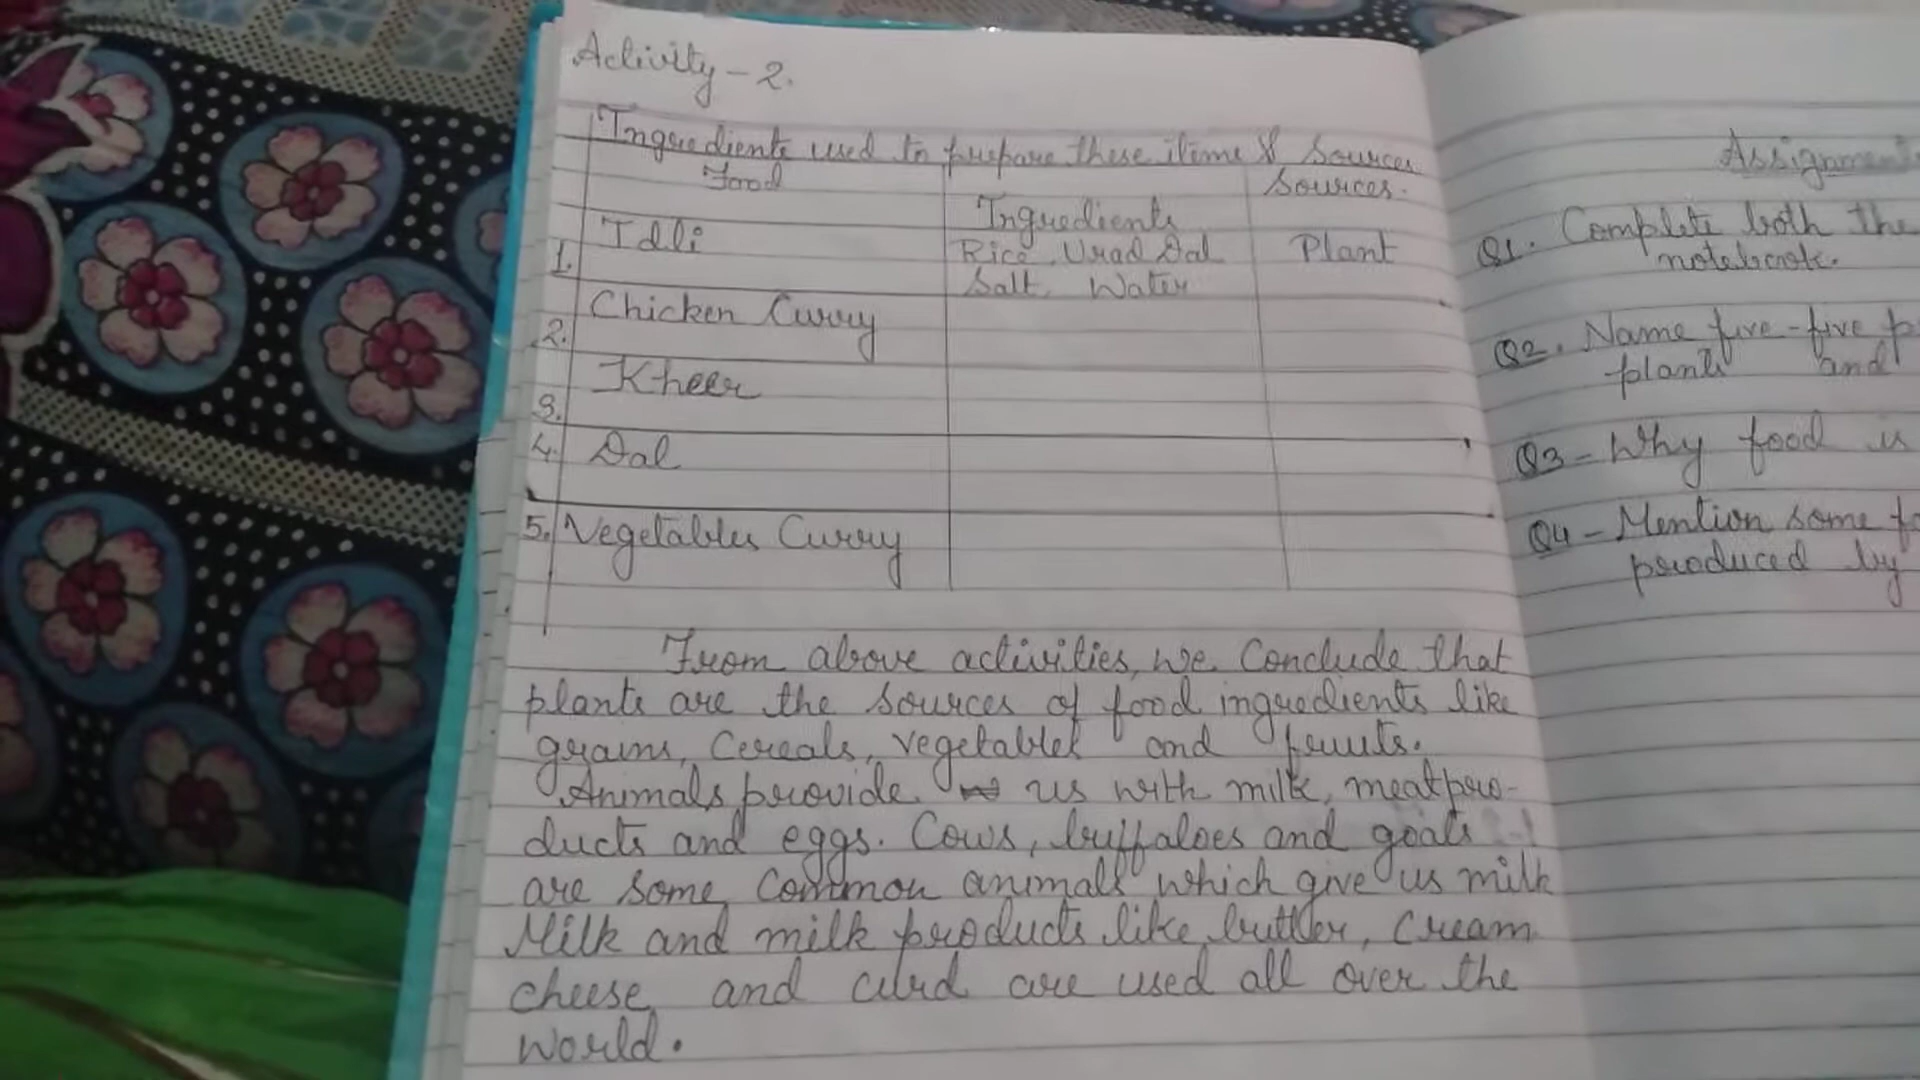 Activity - 2.
Ingredients used to prepare these items & Sources
Food
Ingredients
Sources.
1. Idli
Rice, Urad Dal
Salt, Water
Plant
2. Chicken Curry
3. Kheer
4. Dal
5. Vegetables Curry
From above activities, we conclude that
plants are the sources of food ingredients like
grains, cereals, vegetables and fruits.
Animals provide us with milk, meat pro-
ducts and eggs. Cows, buffaloes and goats
are some common animals which give us milk
Milk and milk products like butter, cream
cheese and curd are used all over the
world.
Assignment
Q1. Complete both the
notebook.
Q2. Name five-five
plants and
Q3 - Why food is
Q4 - Mention some
produced by